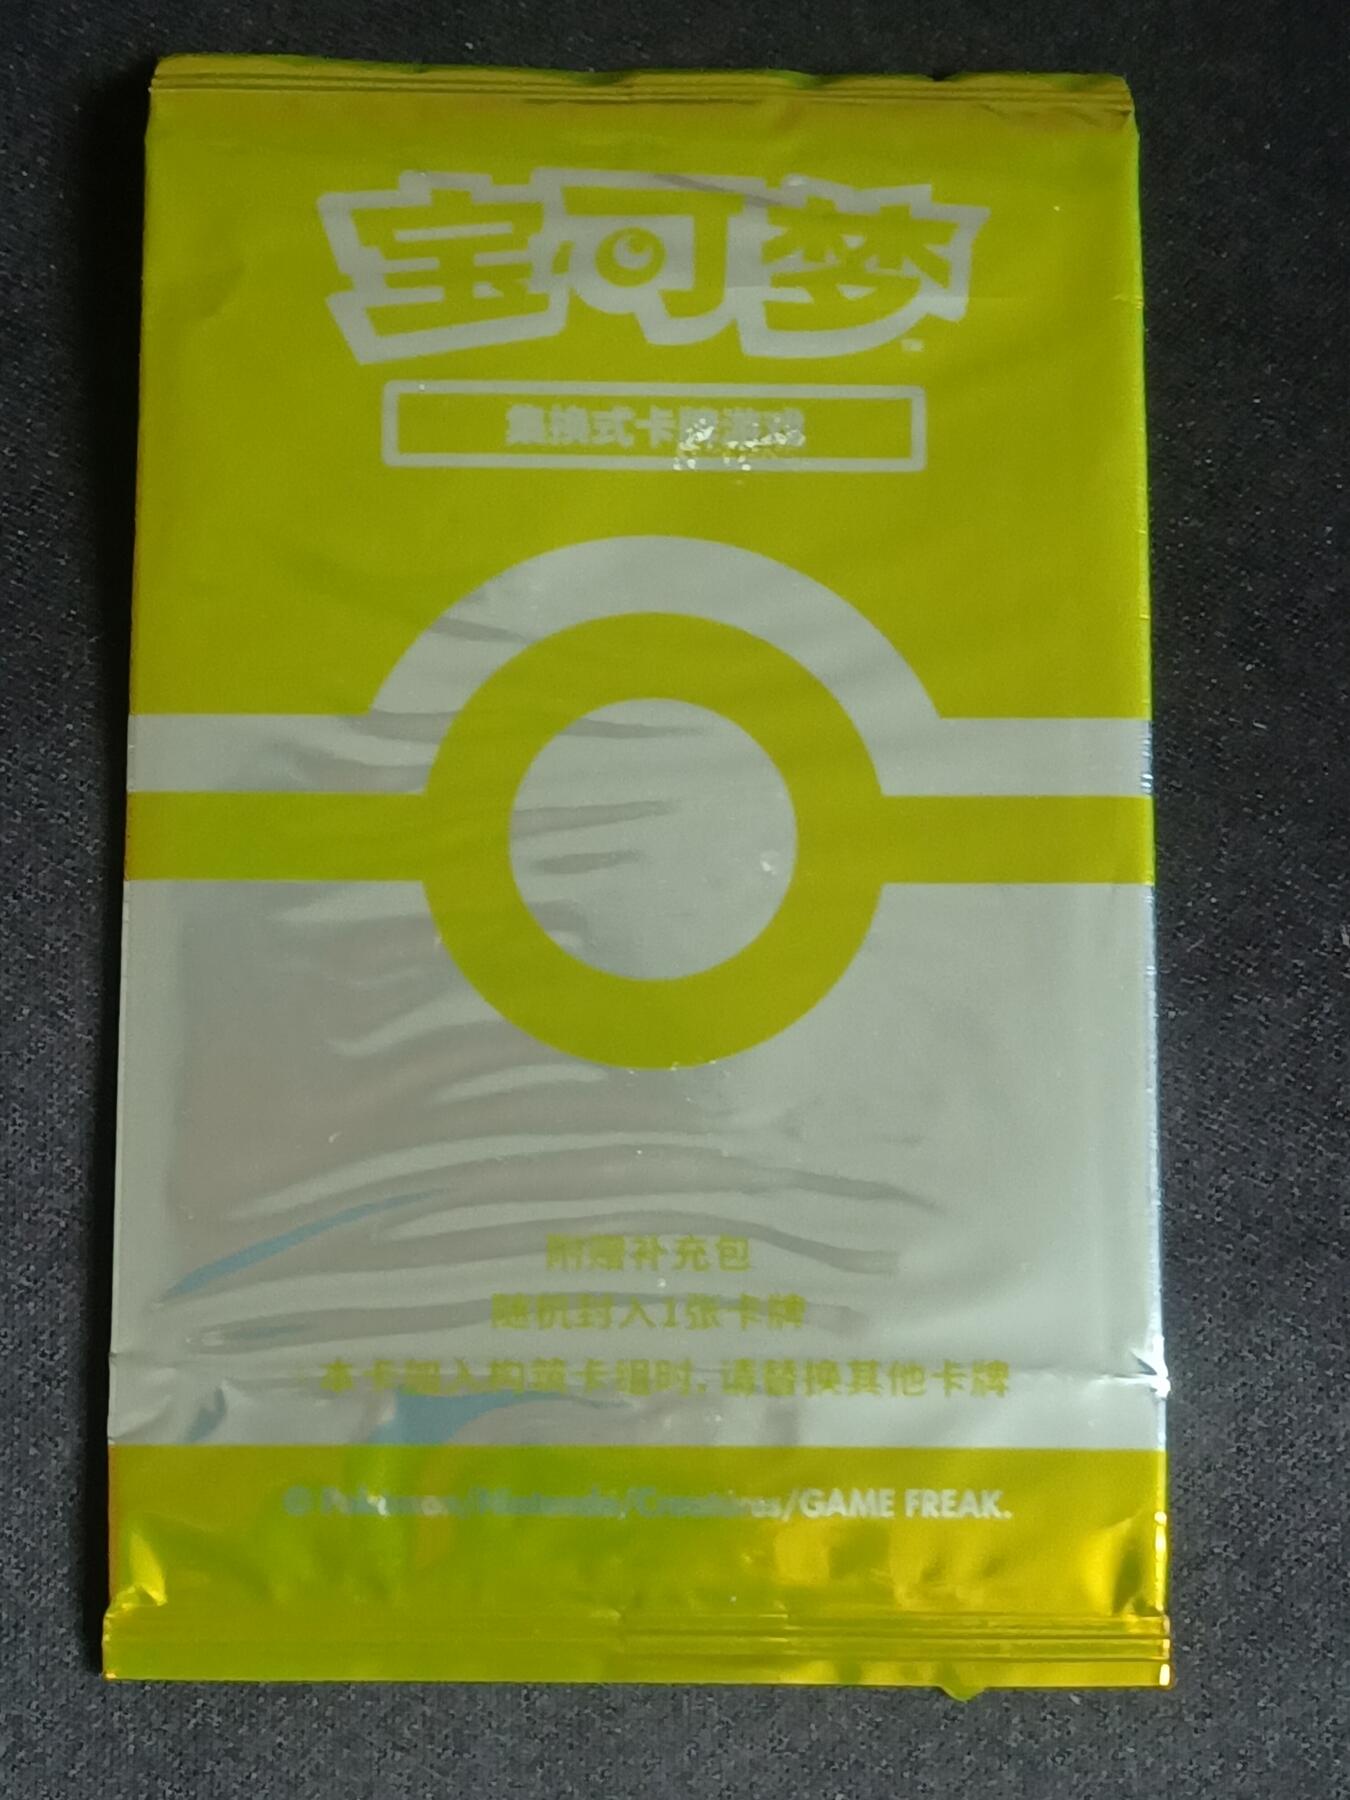 宝可梦
TM
集换式卡牌游戏
附赠补充包
随机封入1张卡牌
本卡加入构筑卡组时,请替换其他卡牌
© Pokémon/Nintendo/Creatures/GAME FREAK.